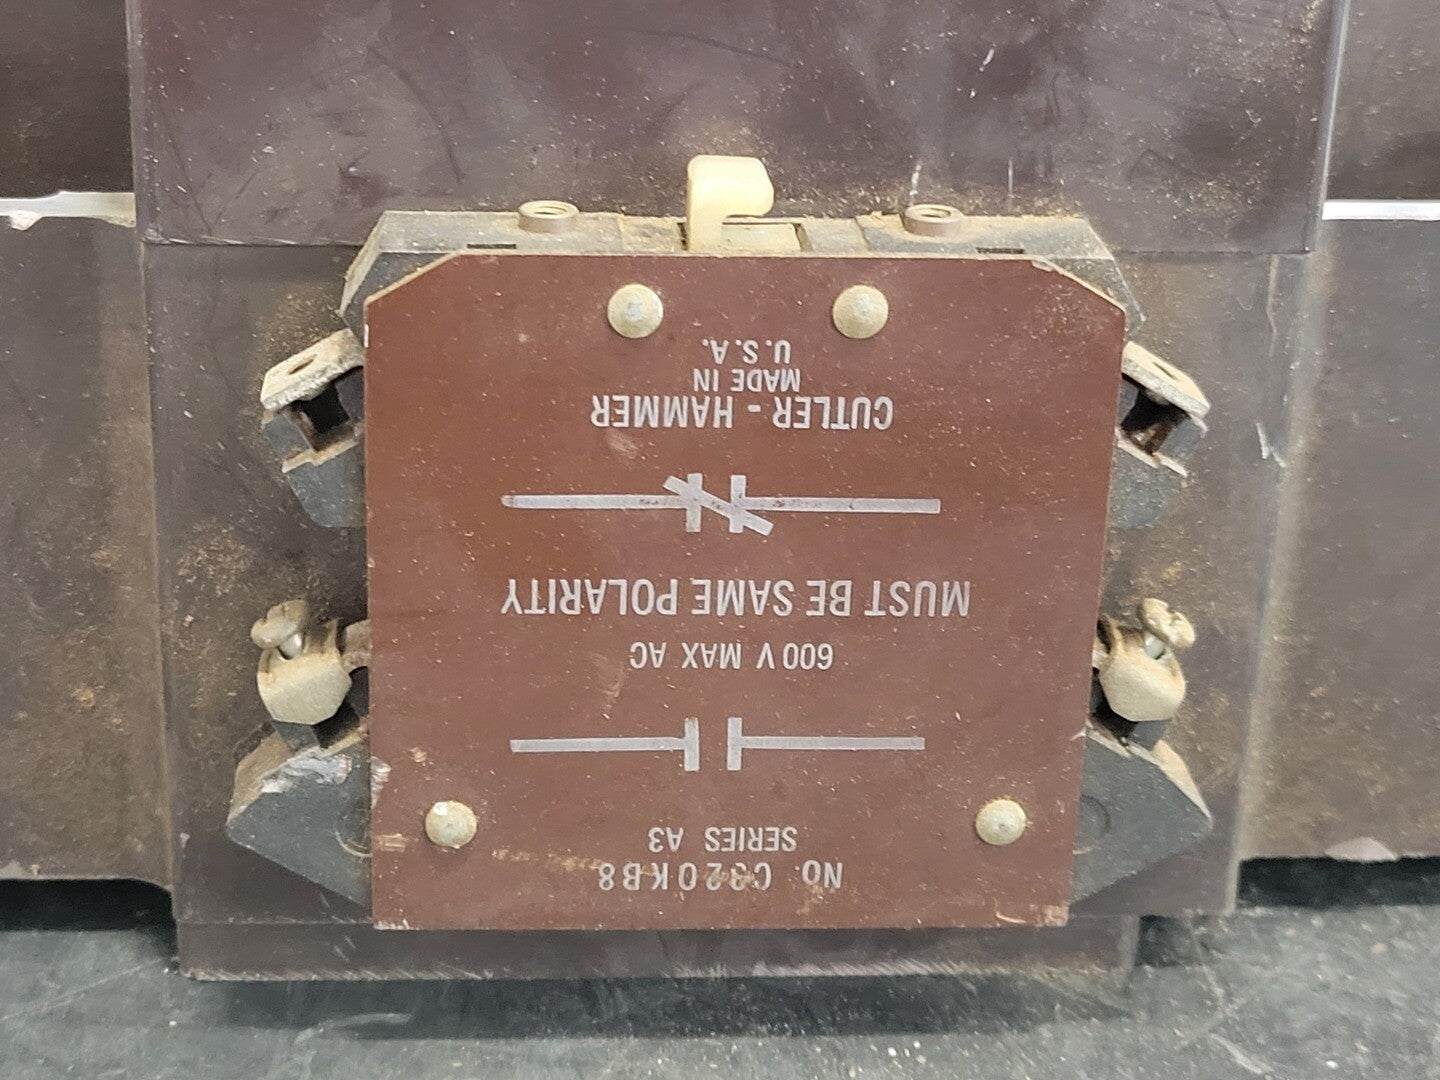 No. C320KB8
SERIES A3
600 V MAX AC
MUST BE SAME POLARITY
CUTLER - HAMMER
MADE IN
U.S.A.